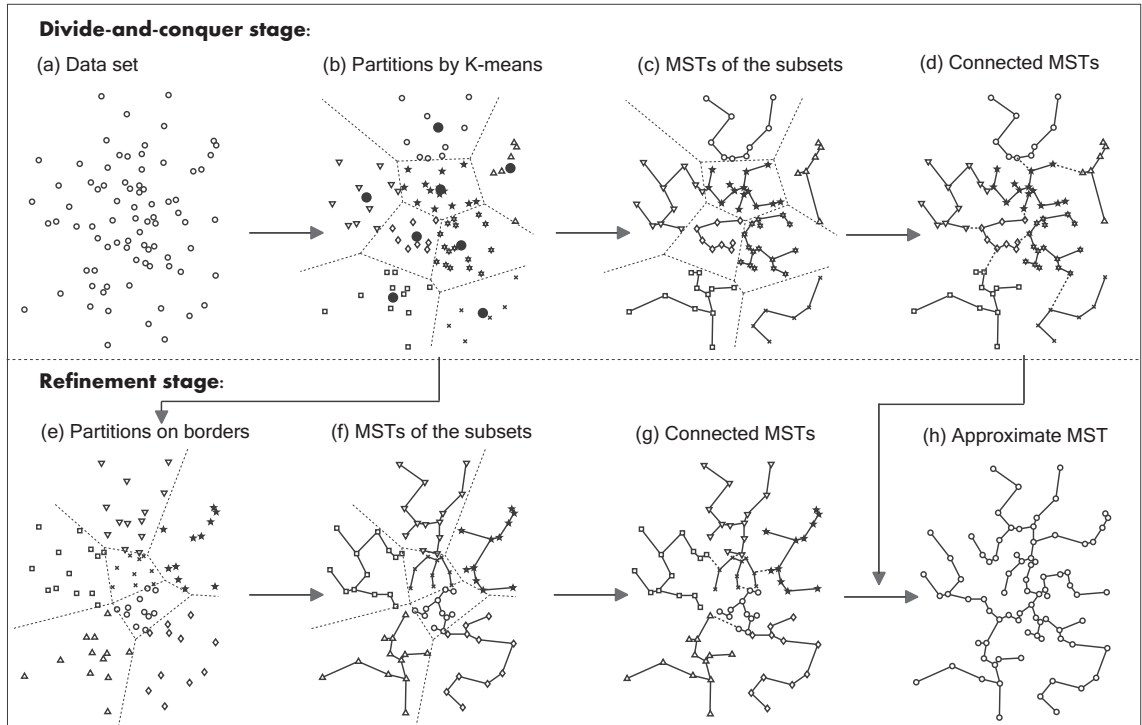 Divide-and-conquer stage:
(a) Data set
(b) Partitions by K-means
(c) MSTs of the subsets
(d) Connected MSTs
Refinement stage:
(e) Partitions on borders
(f) MSTs of the subsets
(g) Connected MSTs
(h) Approximate MST